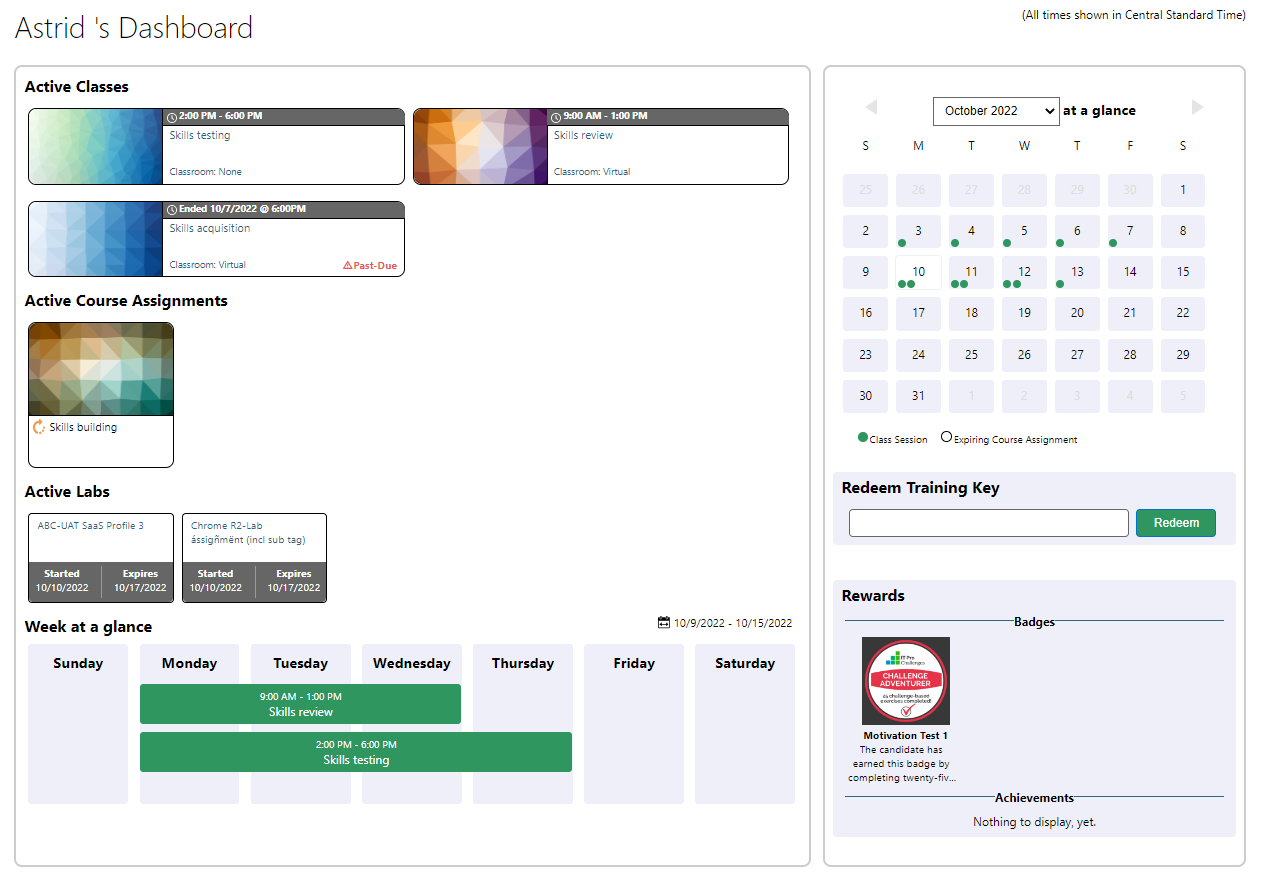 Astrid 's Dashboard
(All times shown in Central Standard Time)
Active Classes
2:00 PM - 6:00 PM
Skills testing
Classroom: None
9:00 AM - 1:00 PM
Skills review
Classroom: Virtual
Ended 10/7/2022 @ 6:00PM
Skills acquisition
Classroom: Virtual
Past-Due
Active Course Assignments
Skills building
Active Labs
ABC-UAT SaaS Profile 3
Started
10/10/2022
Expires
10/17/2022
Chrome R2-Lab
ássigñmënt (incl sub tag)
Started
10/10/2022
Expires
10/17/2022
Week at a glance
10/9/2022 - 10/15/2022
Sunday Monday Tuesday Wednesday Thursday Friday Saturday
9:00 AM - 1:00 PM
Skills review
2:00 PM - 6:00 PM
Skills testing
October 2022 at a glance
S M T W T F S
25 26 27 28 29 30 1
2 3 4 5 6 7 8
9 10 11 12 13 14 15
16 17 18 19 20 21 22
23 24 25 26 27 28 29
30 31 1 2 3 4 5
Class Session Expiring Course Assignment
Redeem Training Key
Redeem
Rewards
Badges
IT Pro
Challenges
CHALLENGE
ADVENTURER
as challenge-based
exercises completed!
Motivation Test 1
The candidate has
earned this badge by
completing twenty-fiv...
Achievements
Nothing to display, yet.